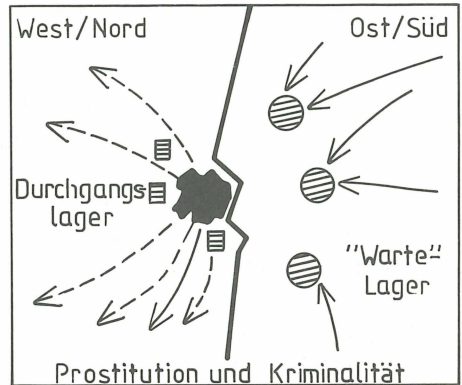 West/Nord
Ost/Süd
Durchgangs-
lager
"Warte"-
Lager
Prostitution und Kriminalität